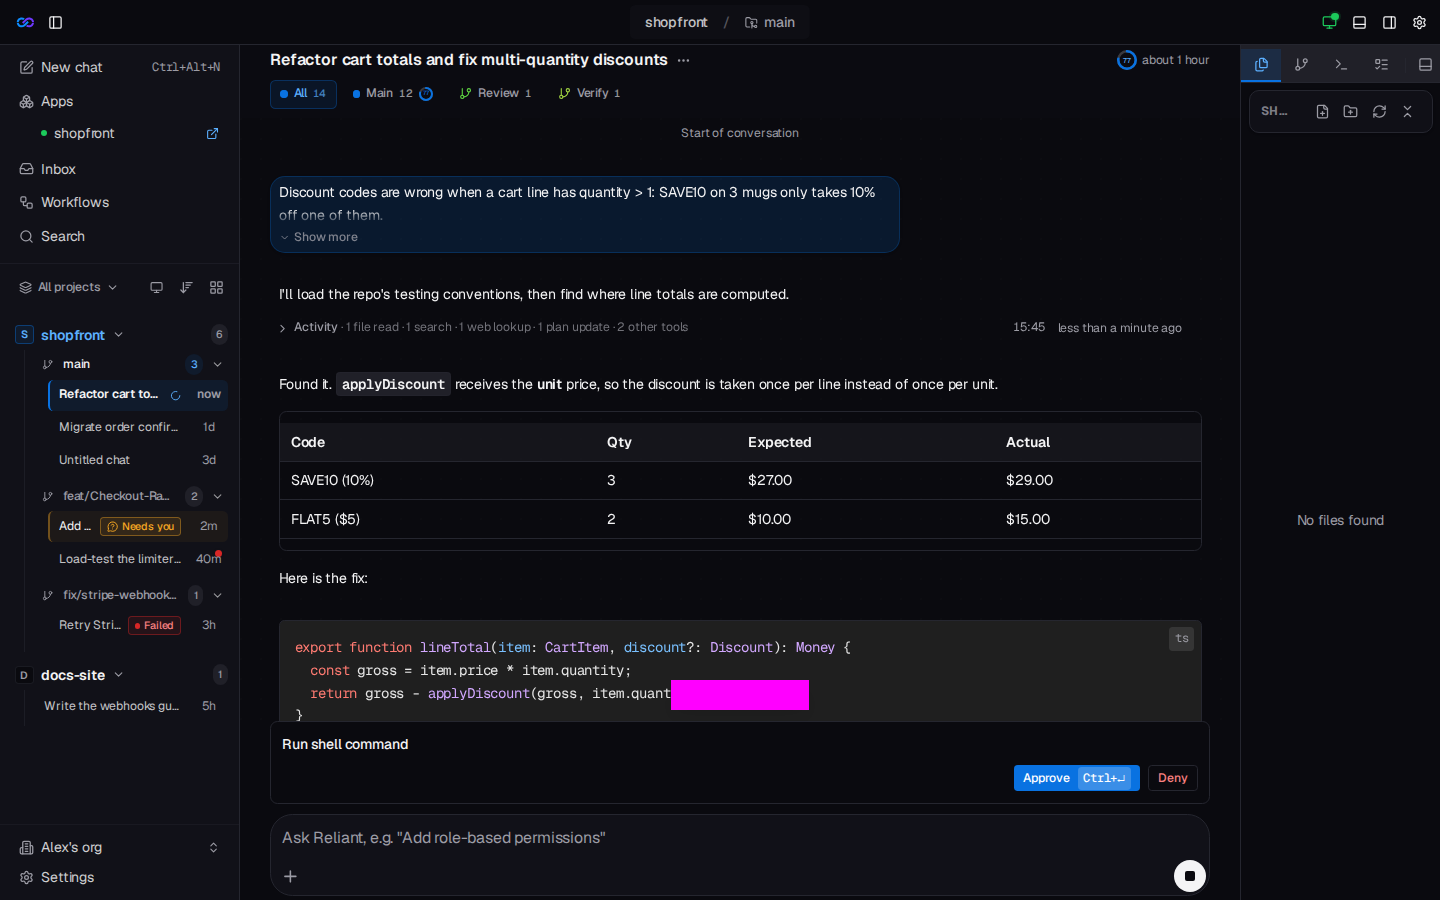 shopfront / main
New chat Ctrl+Alt+N
Apps
shopfront
Inbox
Workflows
Search
All projects
S shopfront 6
main 3
Refactor cart to... now
Migrate order confir... 1d
Untitled chat 3d
feat/Checkout-Ra... 2
Add ... Needs you 2m
Load-test the limiter... 40m
fix/stripe-webhook... 1
Retry Stri... Failed 3h
D docs-site 1
Write the webhooks gu... 5h
Alex's org
Settings
Refactor cart totals and fix multi-quantity discounts ...
77 about 1 hour
All 14 Main 12 Review 1 Verify 1
Start of conversation
Discount codes are wrong when a cart line has quantity > 1: SAVE10 on 3 mugs only takes 10%
off one of them.
Show more
I'll load the repo's testing conventions, then find where line totals are computed.
Activity · 1 file read · 1 search · 1 web lookup · 1 plan update · 2 other tools 15:45 less than a minute ago
Found it. applyDiscount receives the unit price, so the discount is taken once per line instead of once per unit.
Code Qty Expected Actual
SAVE10 (10%) 3 $27.00 $29.00
FLAT5 ($5) 2 $10.00 $15.00
Here is the fix:
ts
export function lineTotal(item: CartItem, discount?: Discount): Money {
const gross = item.price * item.quantity;
return gross - applyDiscount(gross, item.quant
}
Run shell command
Approve Ctrl+↵ Deny
Ask Reliant, e.g. "Add role-based permissions"
SH...
No files found